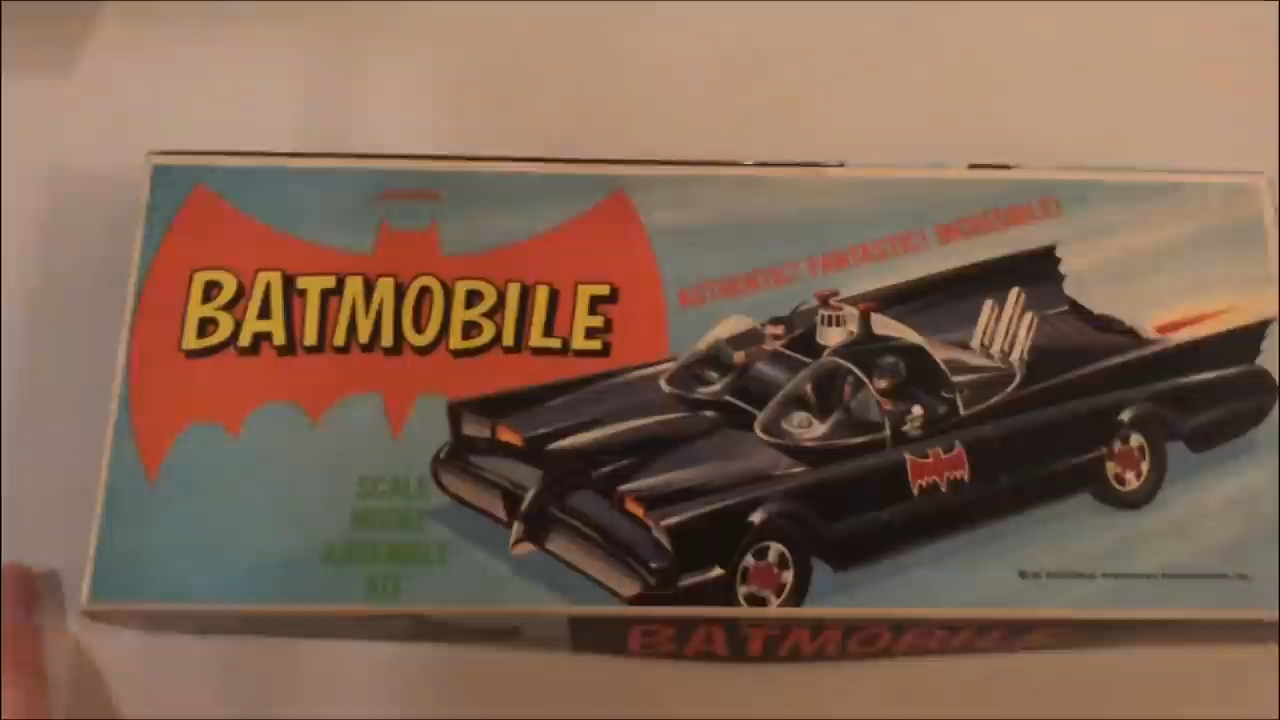 BATMOBILE
AUTHENTIC! FANTASTIC! INCREDIBLE!
SCALE
MODEL
ASSEMBLY
KIT
BATMOBILE